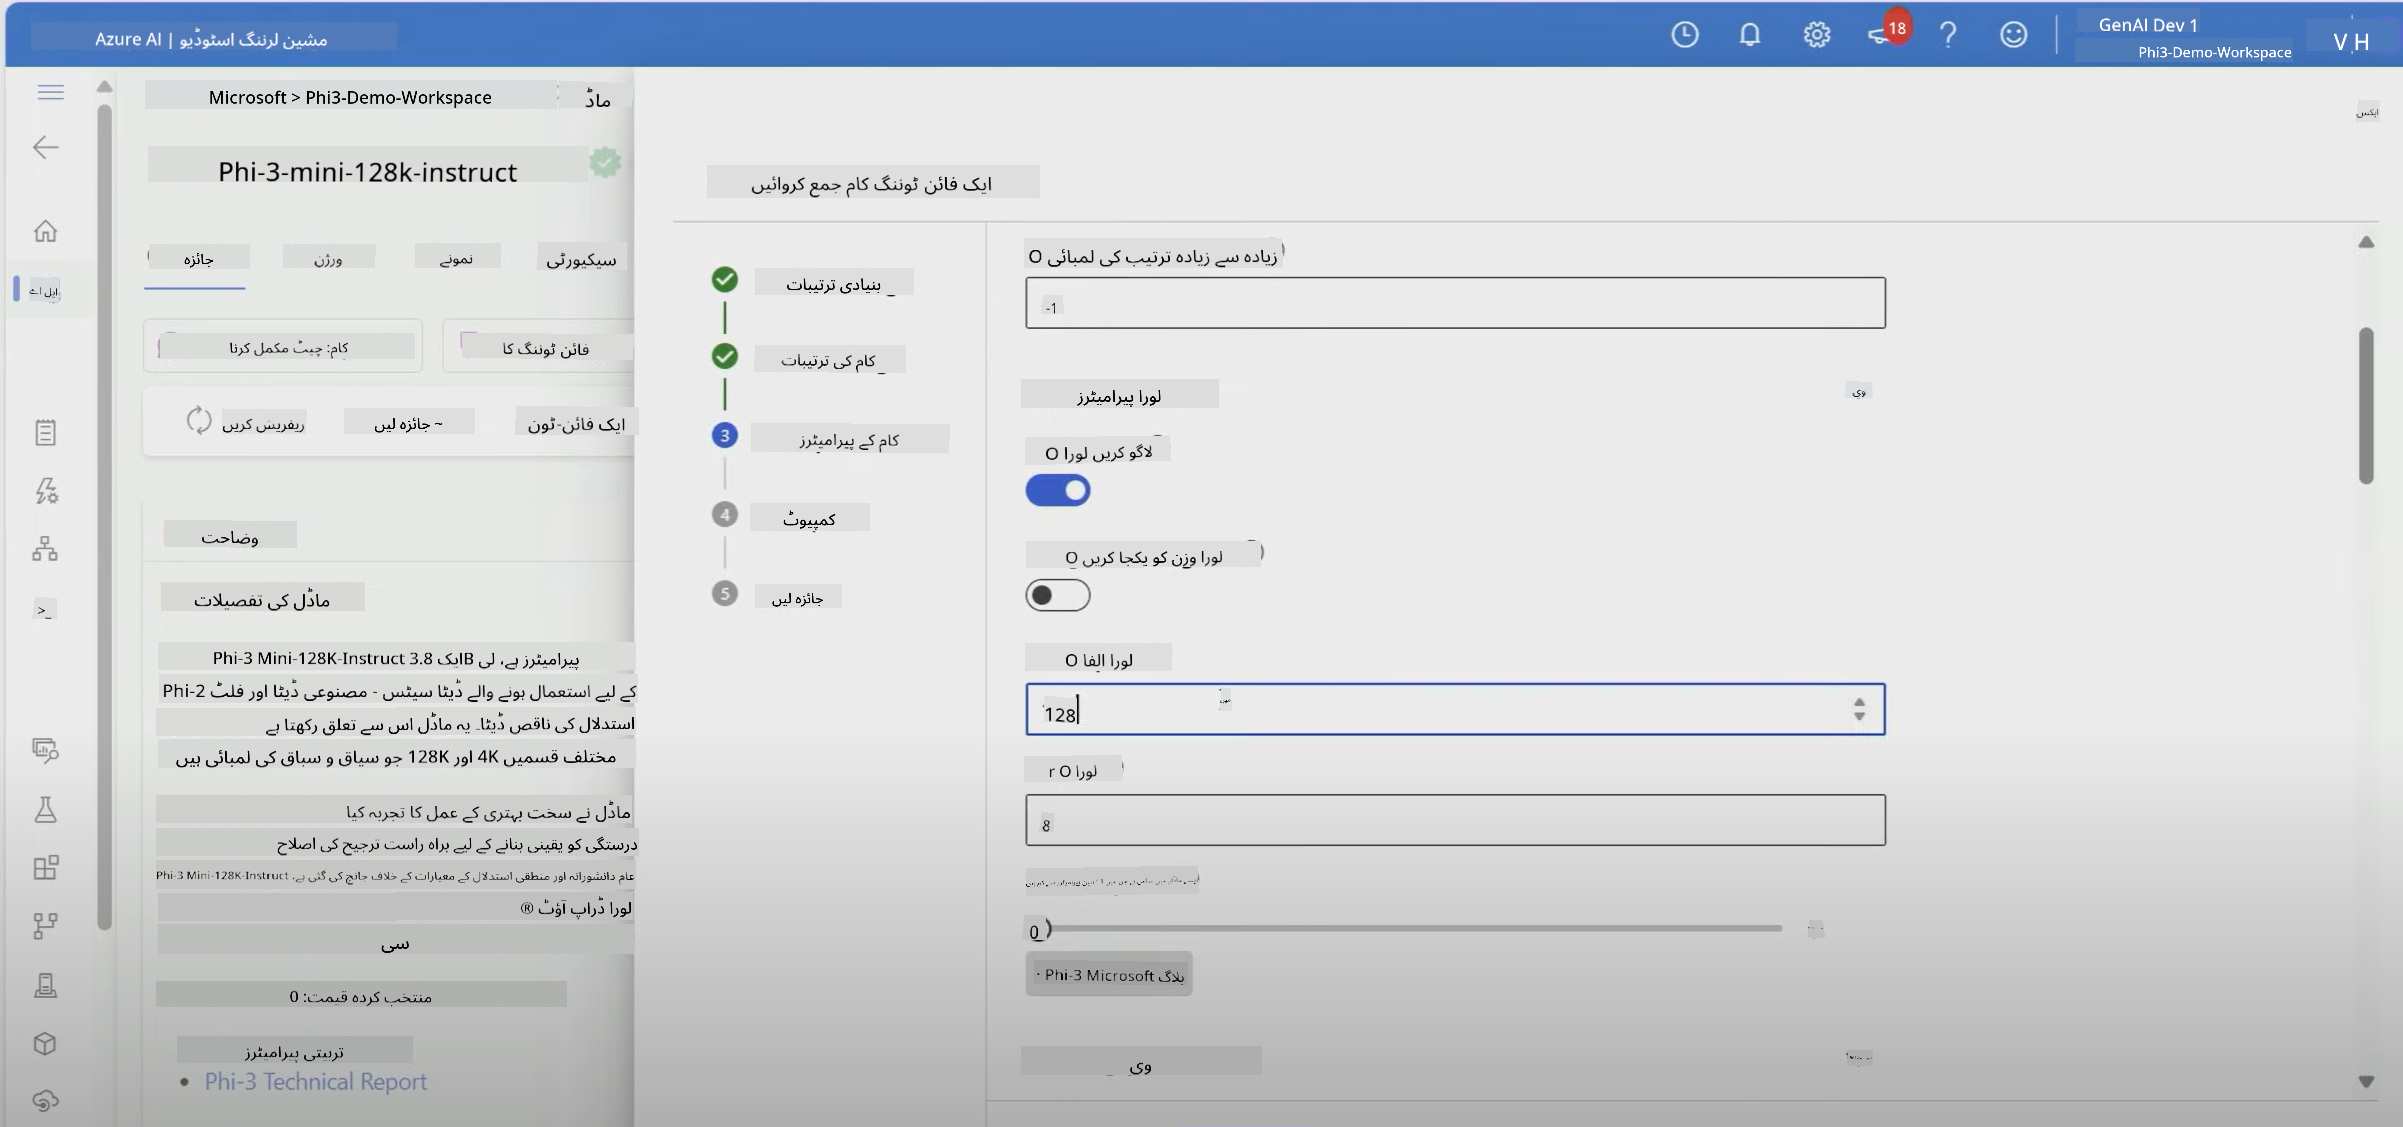 Azure AI | مشین لرننگ اسٹوڈیو
18
GenAI Dev 1
Phi3-Demo-Workspace
V H
Microsoft > Phi3-Demo-Workspace
ماڈ
ایکس
Phi-3-mini-128k-instruct
جائزہ
ورژن
نمونے
سیکیورٹی
ایل اے
کام: چیٹ مکمل کرنا
فائن ٹوننگ کا
ریفریش کریں
جائزہ لیں ~
ایک فائن-ٹون
وضاحت
ماڈل کی تفصیلات
>_
پیرامیٹرز ہے، لی Bایک 3.8 Phi-3 Mini-128K-Instruct
کے لیے استعمال ہونے والے ڈیٹا سیٹس - مصنوعی ڈیٹا اور فلٹ Phi-2
استدلال کی ناقص ڈیٹا۔ یہ ماڈل اس سے تعلق رکھتا ہے
مختلف قسمیں 4K اور 128K جو سیاق و سباق کی لمبائی ہیں
ماڈل نے سخت بہتری کے عمل کا تجربہ کیا
درستگی کو یقینی بنانے کے لیے براہ راست ترجیح کی اصلاح
عام دانشورانہ اور منطقی استدلال کے معیارات کے خلاف جانچ کی گئی ہے، Phi-3 Mini-128K-Instruct
لورا ڈراپ آؤٹ ®
سی
منتخب کردہ قیمت: 0
تربیتی پیرامیٹرز
• Phi-3 Technical Report
ایک فائن ٹوننگ کام جمع کروائیں
بنیادی ترتیبات
کام کی ترتیبات
3 کام کے پیرامیٹرز
4 کمپیوٹ
5 جائزہ لیں
زیادہ سے زیادہ ترتیب کی لمبائی O
-1
لورا پیرامیٹرز
وی
لاگو کریں لورا O
لورا وزن کو یکجا کریں O
لورا الفا O
128
لورا r O
8
0
بلاگ Phi-3 Microsoft ·
وی